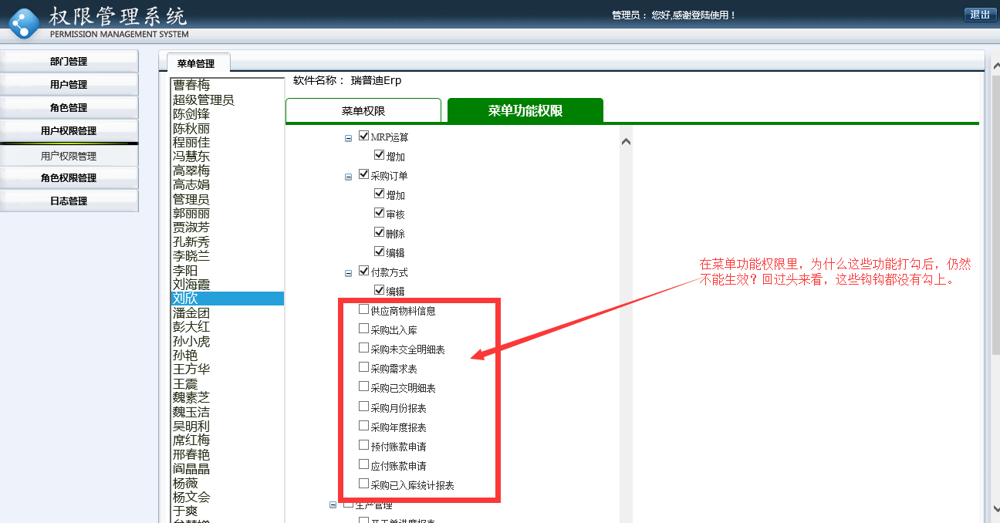 权限管理系统
PERMISSION MANAGEMENT SYSTEM
管理员： 您好,感谢登陆使用！
退出
部门管理
用户管理
角色管理
用户权限管理
用户权限管理
角色权限管理
日志管理
菜单管理
曹春梅
超级管理员
陈剑锋
陈秋丽
程丽佳
冯慧东
高翠梅
高志娟
管理员
郭丽丽
贾淑芳
孔新秀
李晓兰
李阳
刘海霞
刘欣
潘金团
彭大红
孙小虎
孙艳
王方华
王震
魏素芝
魏玉洁
吴明利
席红梅
邢春艳
阎晶晶
杨薇
杨文会
于爽
软件名称： 瑞普迪Erp
菜单权限
菜单功能权限
MRP运算
增加
采购订单
增加
审核
删除
编辑
付款方式
编辑
供应商物料信息
采购出入库
采购未交全明细表
采购需求表
采购已交明细表
采购月份报表
采购年度报表
预付账款申请
应付账款申请
采购已入库统计报表
生产管理
在菜单功能权限里，为什么这些功能打勾后，仍然
不能生效？回过头来看，这些钩钩都没有勾上。